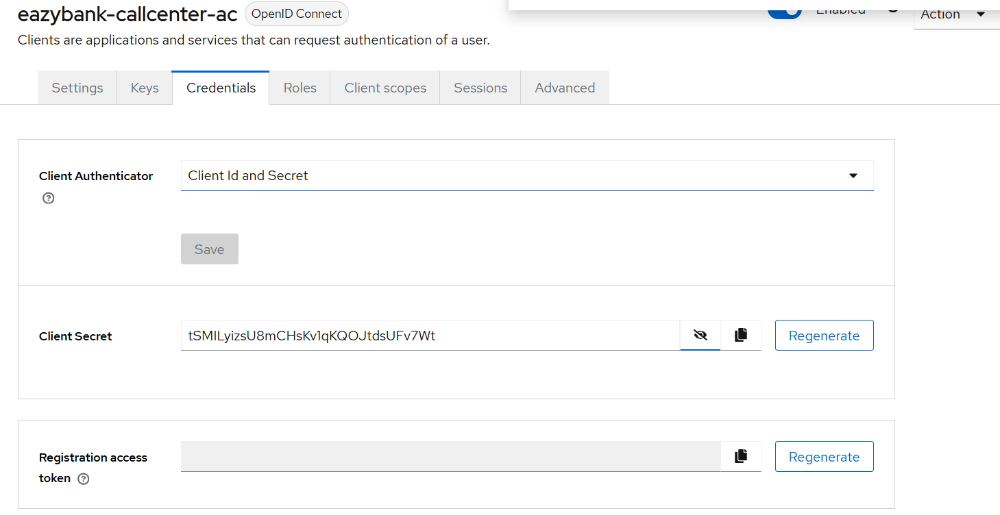 eazybank-callcenter-ac OpenID Connect Enabled Action
Clients are applications and services that can request authentication of a user.
Settings Keys Credentials Roles Client scopes Sessions Advanced
Client Authenticator Client Id and Secret
Save
Client Secret tSMILyizsU8mCHsKv1qKQOJtdsUFv7Wt Regenerate
Registration access
token
Regenerate